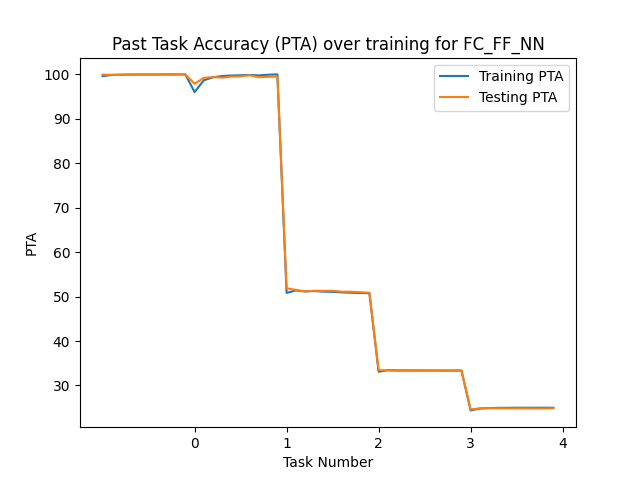 Past Task Accuracy (PTA) over training for FC_FF_NN
Training PTA
Testing PTA
PTA
100
90
80
70
60
50
40
30
0 1 2 3 4
Task Number